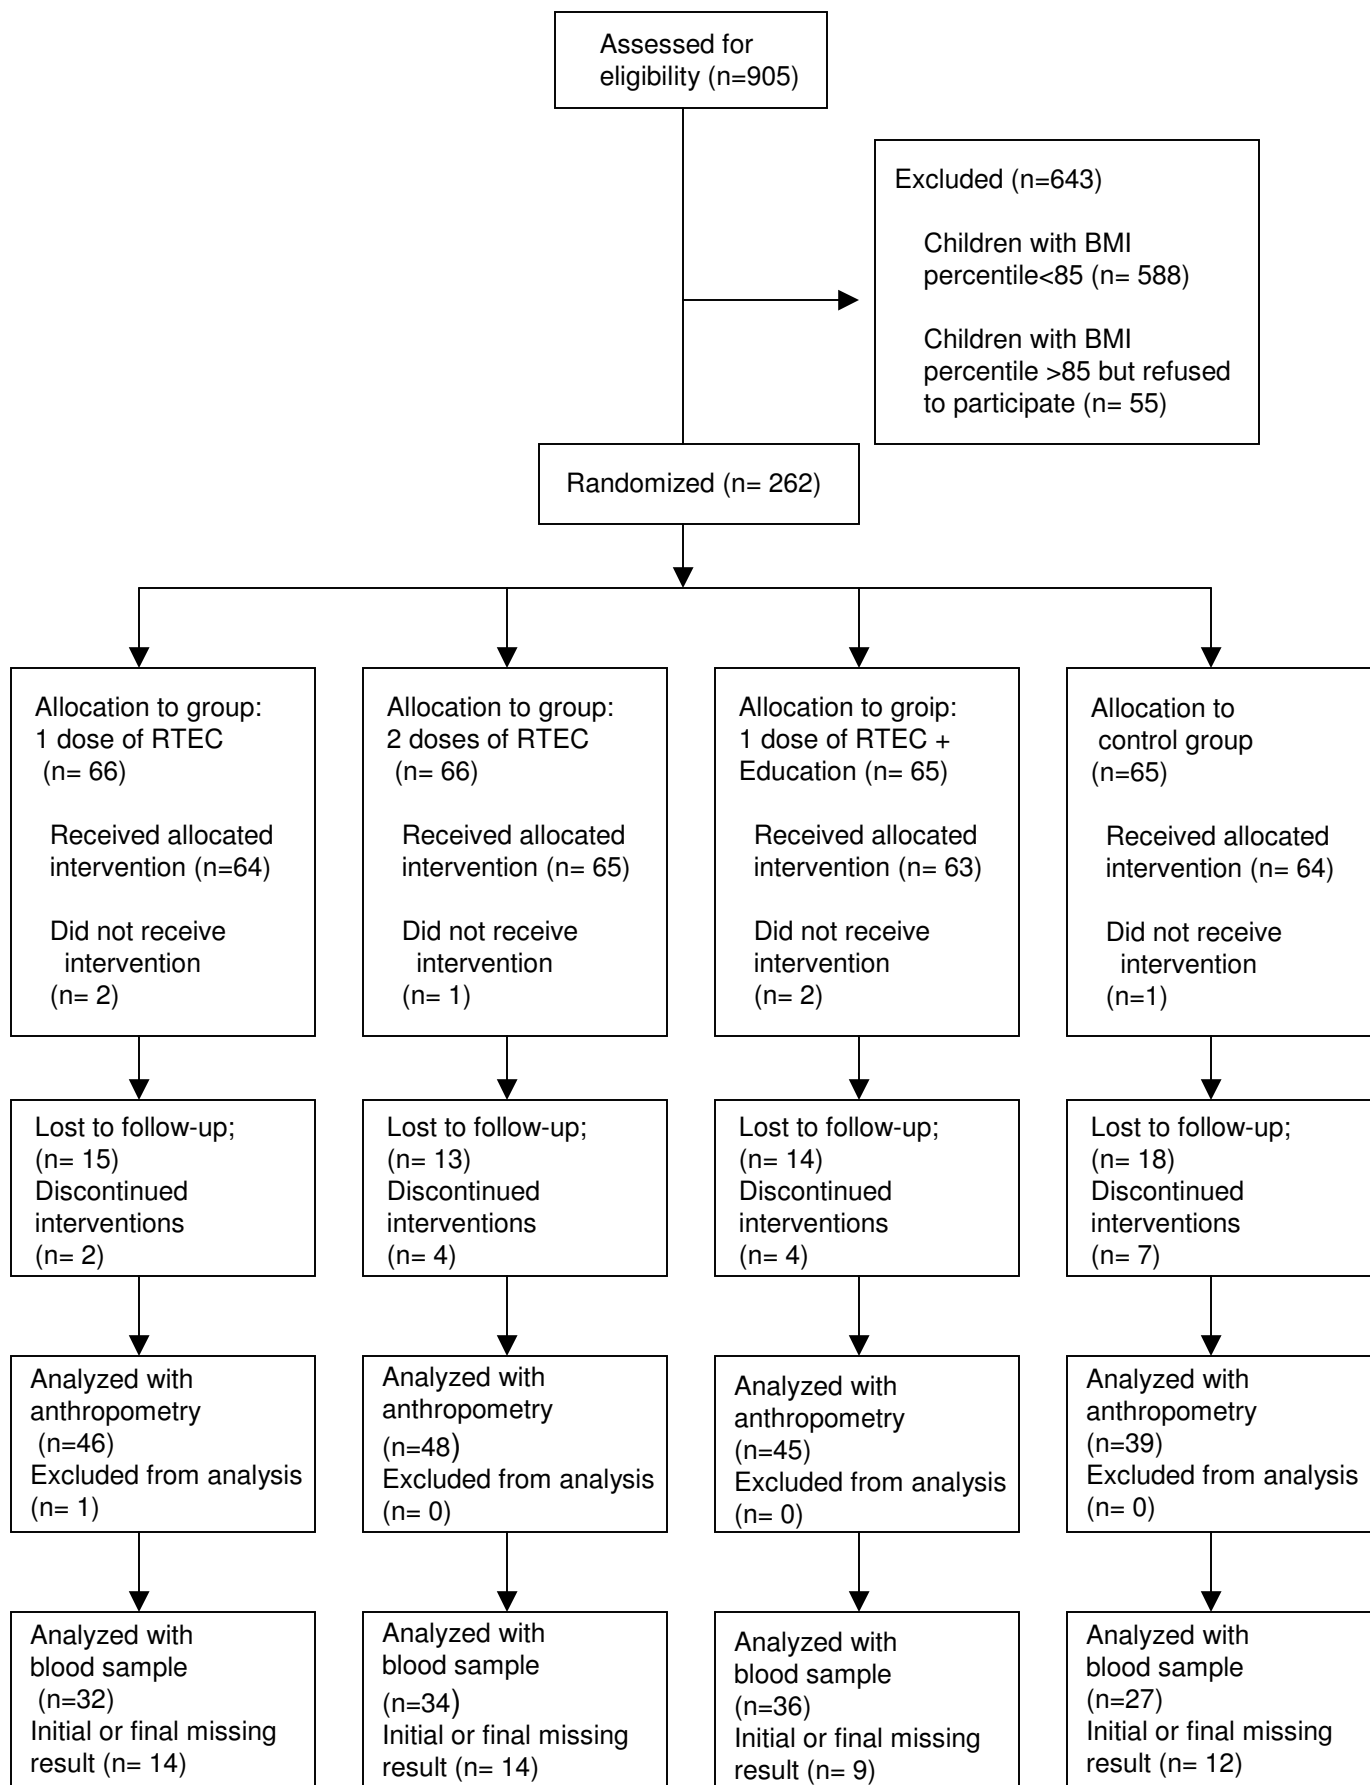 Assessed for
eligibility (n=905)
Excluded (n=643)
Children with BMI
percentile<85 (n= 588)
Children with BMI
percentile >85 but refused
to participate (n= 55)
Randomized (n= 262)
Allocation to group:
1 dose of RTEC
(n= 66)
Received allocated
intervention (n=64)
Did not receive
intervention
(n= 2)
Allocation to group:
2 doses of RTEC
(n= 66)
Received allocated
intervention (n= 65)
Did not receive
intervention
(n= 1)
Allocation to groip:
1 dose of RTEC +
Education (n= 65)
Received allocated
intervention (n= 63)
Did not receive
intervention
(n= 2)
Allocation to
control group
(n=65)
Received allocated
intervention (n= 64)
Did not receive
intervention
(n=1)
Lost to follow-up;
(n= 15)
Discontinued
interventions
(n= 2)
Lost to follow-up;
(n= 13)
Discontinued
interventions
(n= 4)
Lost to follow-up;
(n= 14)
Discontinued
interventions
(n= 4)
Lost to follow-up;
(n= 18)
Discontinued
interventions
(n= 7)
Analyzed with
anthropometry
(n=46)
Excluded from analysis
(n= 1)
Analyzed with
anthropometry
(n=48)
Excluded from analysis
(n= 0)
Analyzed with
anthropometry
(n=45)
Excluded from analysis
(n= 0)
Analyzed with
anthropometry
(n=39)
Excluded from analysis
(n= 0)
Analyzed with
blood sample
(n=32)
Initial or final missing
result (n= 14)
Analyzed with
blood sample
(n=34)
Initial or final missing
result (n= 14)
Analyzed with
blood sample
(n=36)
Initial or final missing
result (n= 9)
Analyzed with
blood sample
(n=27)
Initial or final missing
result (n= 12)